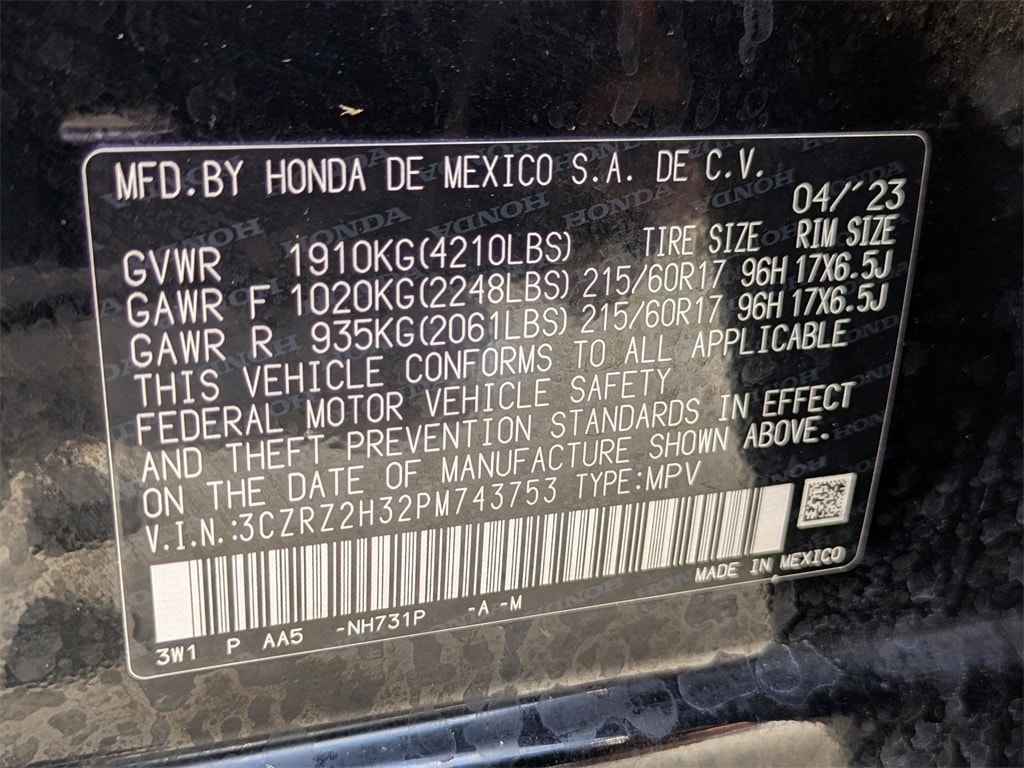 MFD.BY HONDA DE MEXICO S.A. DE C.V.
04/'23
GVWR 1910KG(4210LBS) TIRE SIZE RIM SIZE
GAWR F 1020KG(2248LBS) 215/60R17 96H 17X6.5J
GAWR R 935KG(2061LBS) 215/60R17 96H 17X6.5J
THIS VEHICLE CONFORMS TO ALL APPLICABLE
FEDERAL MOTOR VEHICLE SAFETY
AND THEFT PREVENTION STANDARDS IN EFFECT
ON THE DATE OF MANUFACTURE SHOWN ABOVE.
V.I.N.:3CZRZ2H32PM743753 TYPE:MPV
MADE IN MEXICO
3W1 P AA5 -NH731P -A -M